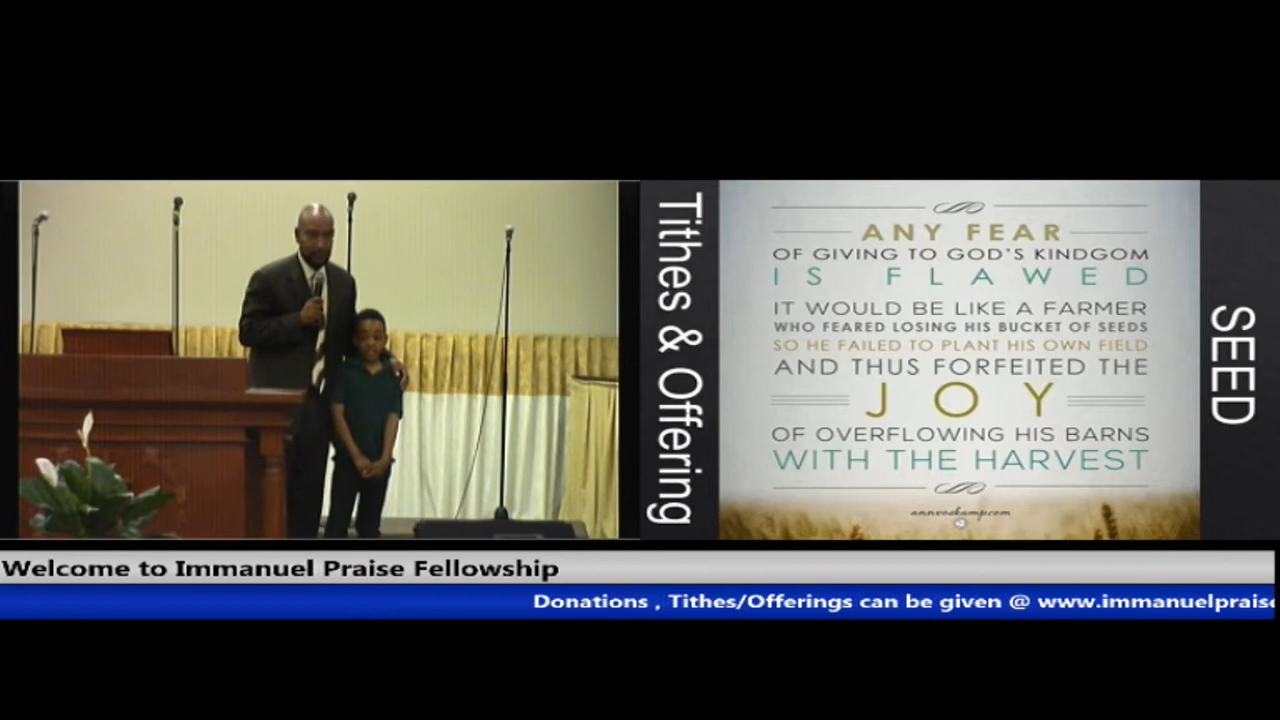 Tithes & Offering
ANY FEAR
OF GIVING TO GOD'S KINDGOM
IS FLAWED
IT WOULD BE LIKE A FARMER
WHO FEARED LOSING HIS BUCKET OF SEEDS
SO HE FAILED TO PLANT HIS OWN FIELD
AND THUS FORFEITED THE
JOY
OF OVERFLOWING HIS BARNS
WITH THE HARVEST
annvoskamp.com
SEED
Welcome to Immanuel Praise Fellowship
Donations , Tithes/Offerings can be given @ www.immanuelpraise